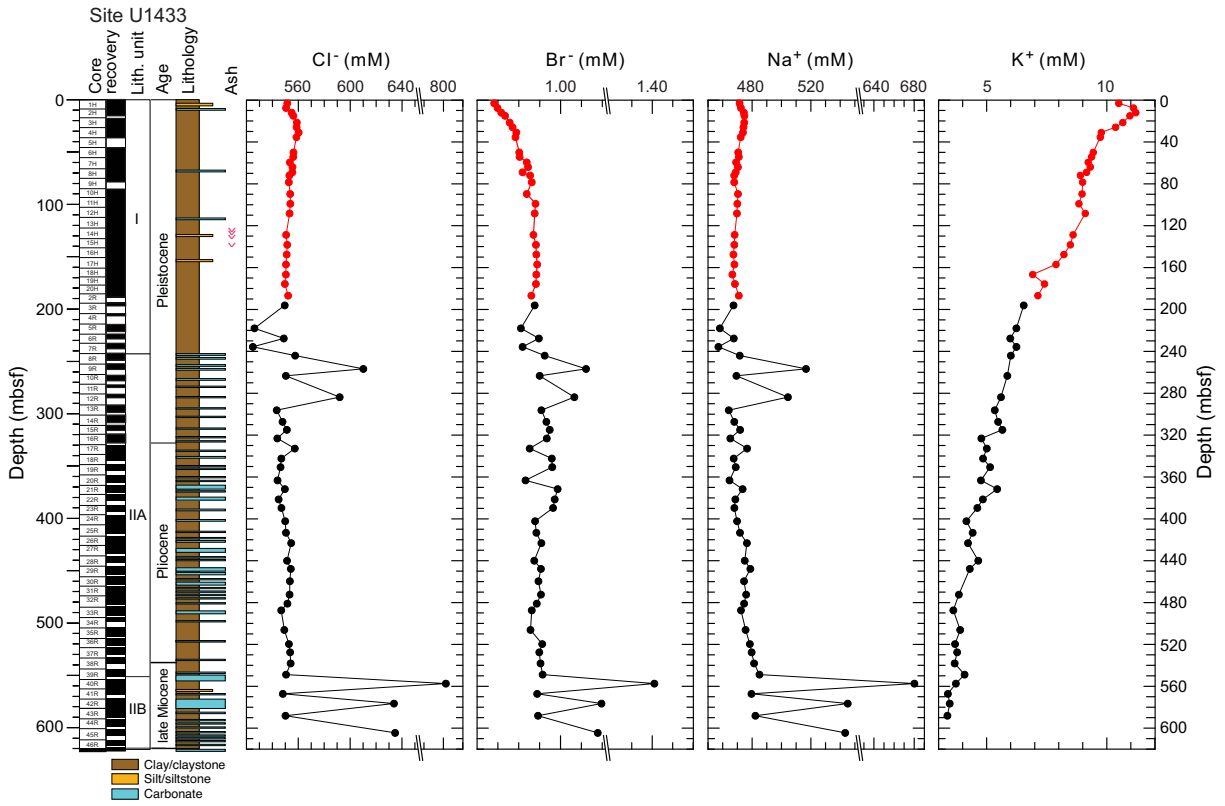 Site U1433
Core
recovery
Lith. unit
Age
Lithology
Ash
Cl⁻ (mM)
Br⁻ (mM)
Na⁺ (mM)
K⁺ (mM)
560 600 640 800
1.00 1.40
480 520 640 680
5 10
Depth (mbsf)
0
100
200
300
400
500
600
1H
2H
3H
4H
5H
6H
7H
8H
9H
10H
11H
12H
13H
14H
15H
16H
17H
18H
19H
20H
2R
3R
4R
5R
6R
7R
8R
9R
10R
11R
12R
13R
14R
15R
16R
17R
18R
19R
20R
21R
22R
23R
24R
25R
26R
27R
28R
29R
30R
31R
32R
33R
34R
35R
36R
37R
38R
39R
40R
41R
42R
43R
44R
45R
46R
I
IIA
IIB
Pleistocene
Pliocene
late Miocene
0
40
80
120
160
200
240
280
320
360
400
440
480
520
560
600
Depth (mbsf)
Clay/claystone
Silt/siltstone
Carbonate